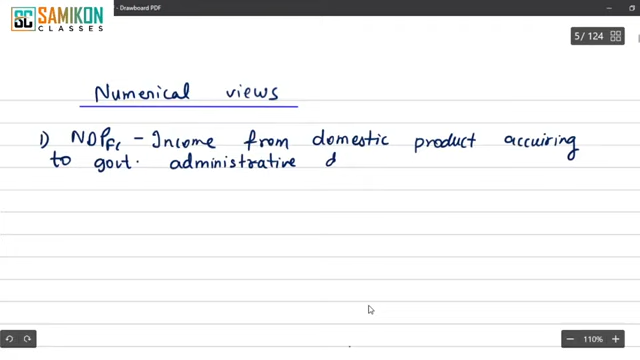 SC SAMIKON
CLASSES
- Drawboard PDF
5 / 124
Numerical views
1) NDPFC - Income from domestic product accuiring
to govt. administrative d
110%